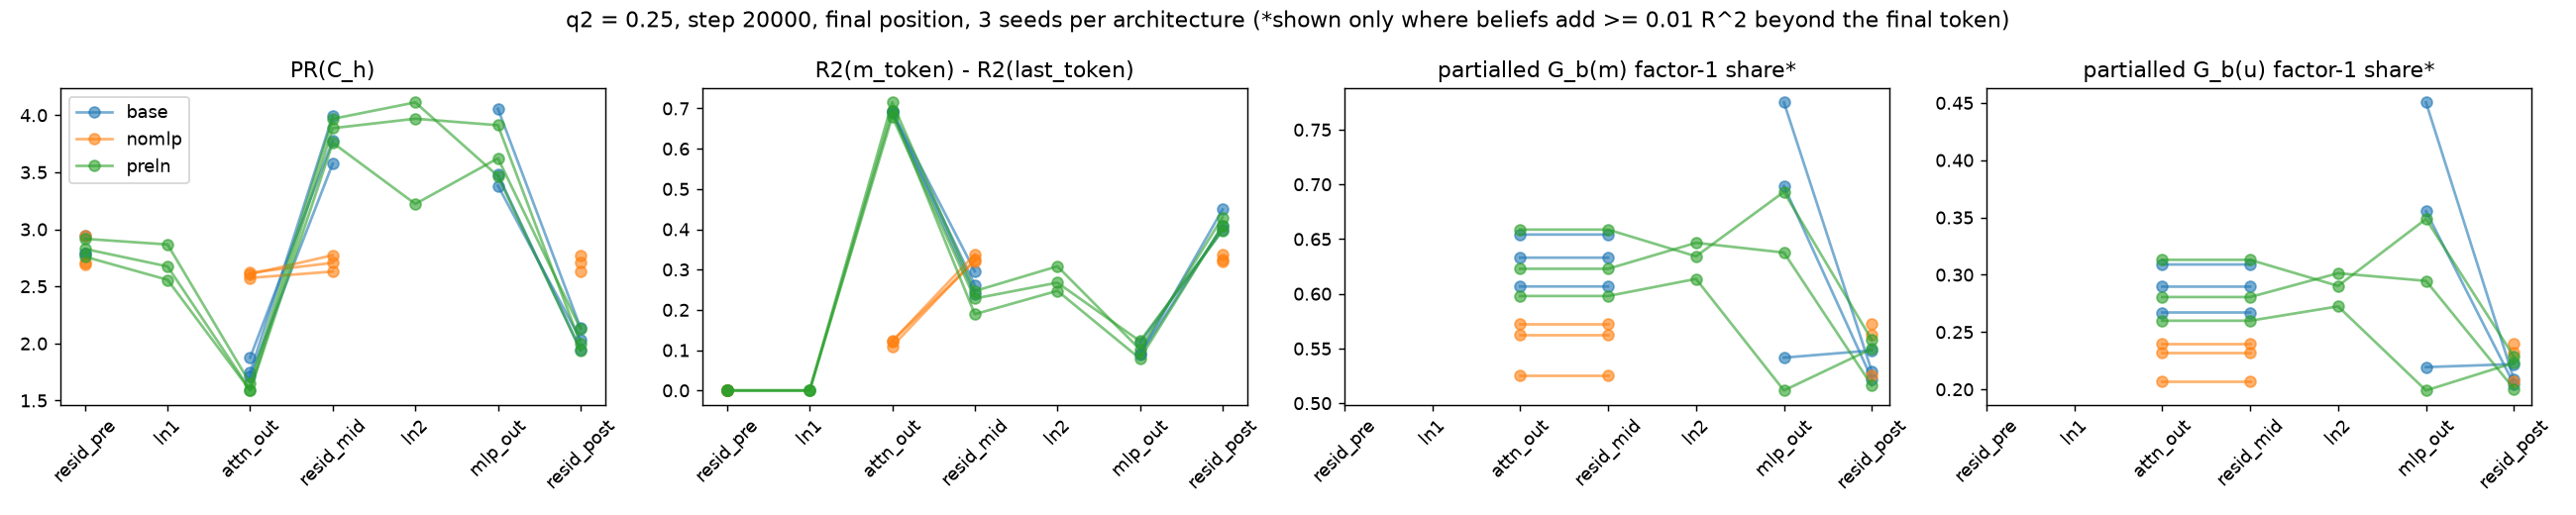 q2 = 0.25, step 20000, final position, 3 seeds per architecture (*shown only where beliefs add >= 0.01 R^2 beyond the final token)
PR(C_h)
4.0
3.5
3.0
2.5
2.0
1.5
base
nomlp
preln
resid_pre
ln1
attn_out
resid_mid
ln2
mlp_out
resid_post
R2(m_token) - R2(last_token)
0.7
0.6
0.5
0.4
0.3
0.2
0.1
0.0
resid_pre
ln1
attn_out
resid_mid
ln2
mlp_out
resid_post
partialled G_b(m) factor-1 share*
0.75
0.70
0.65
0.60
0.55
0.50
resid_pre
ln1
attn_out
resid_mid
ln2
mlp_out
resid_post
partialled G_b(u) factor-1 share*
0.45
0.40
0.35
0.30
0.25
0.20
resid_pre
ln1
attn_out
resid_mid
ln2
mlp_out
resid_post